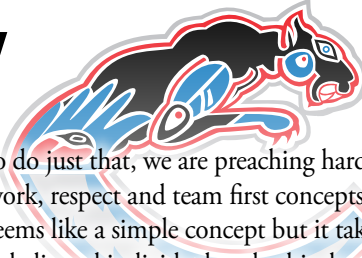 o do just that, we are preaching hard
work, respect and team first concepts
eems like a simple concept but it tak